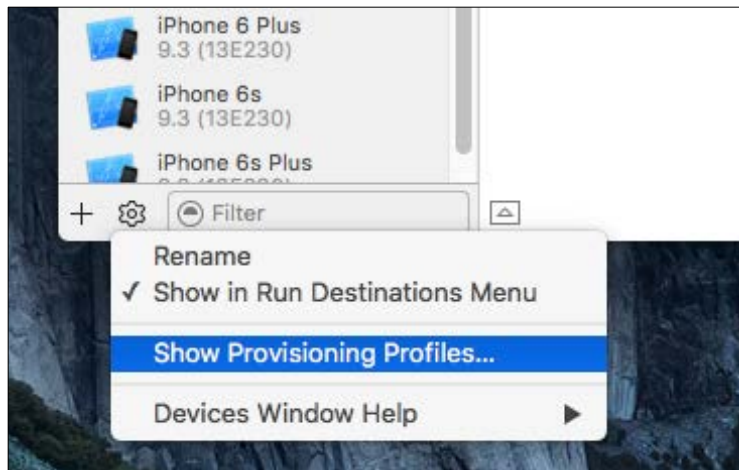 iPhone 6 Plus
9.3 (13E230)
iPhone 6s
9.3 (13E230)
iPhone 6s Plus
Filter
Rename
✓ Show in Run Destinations Menu
Show Provisioning Profiles...
Devices Window Help